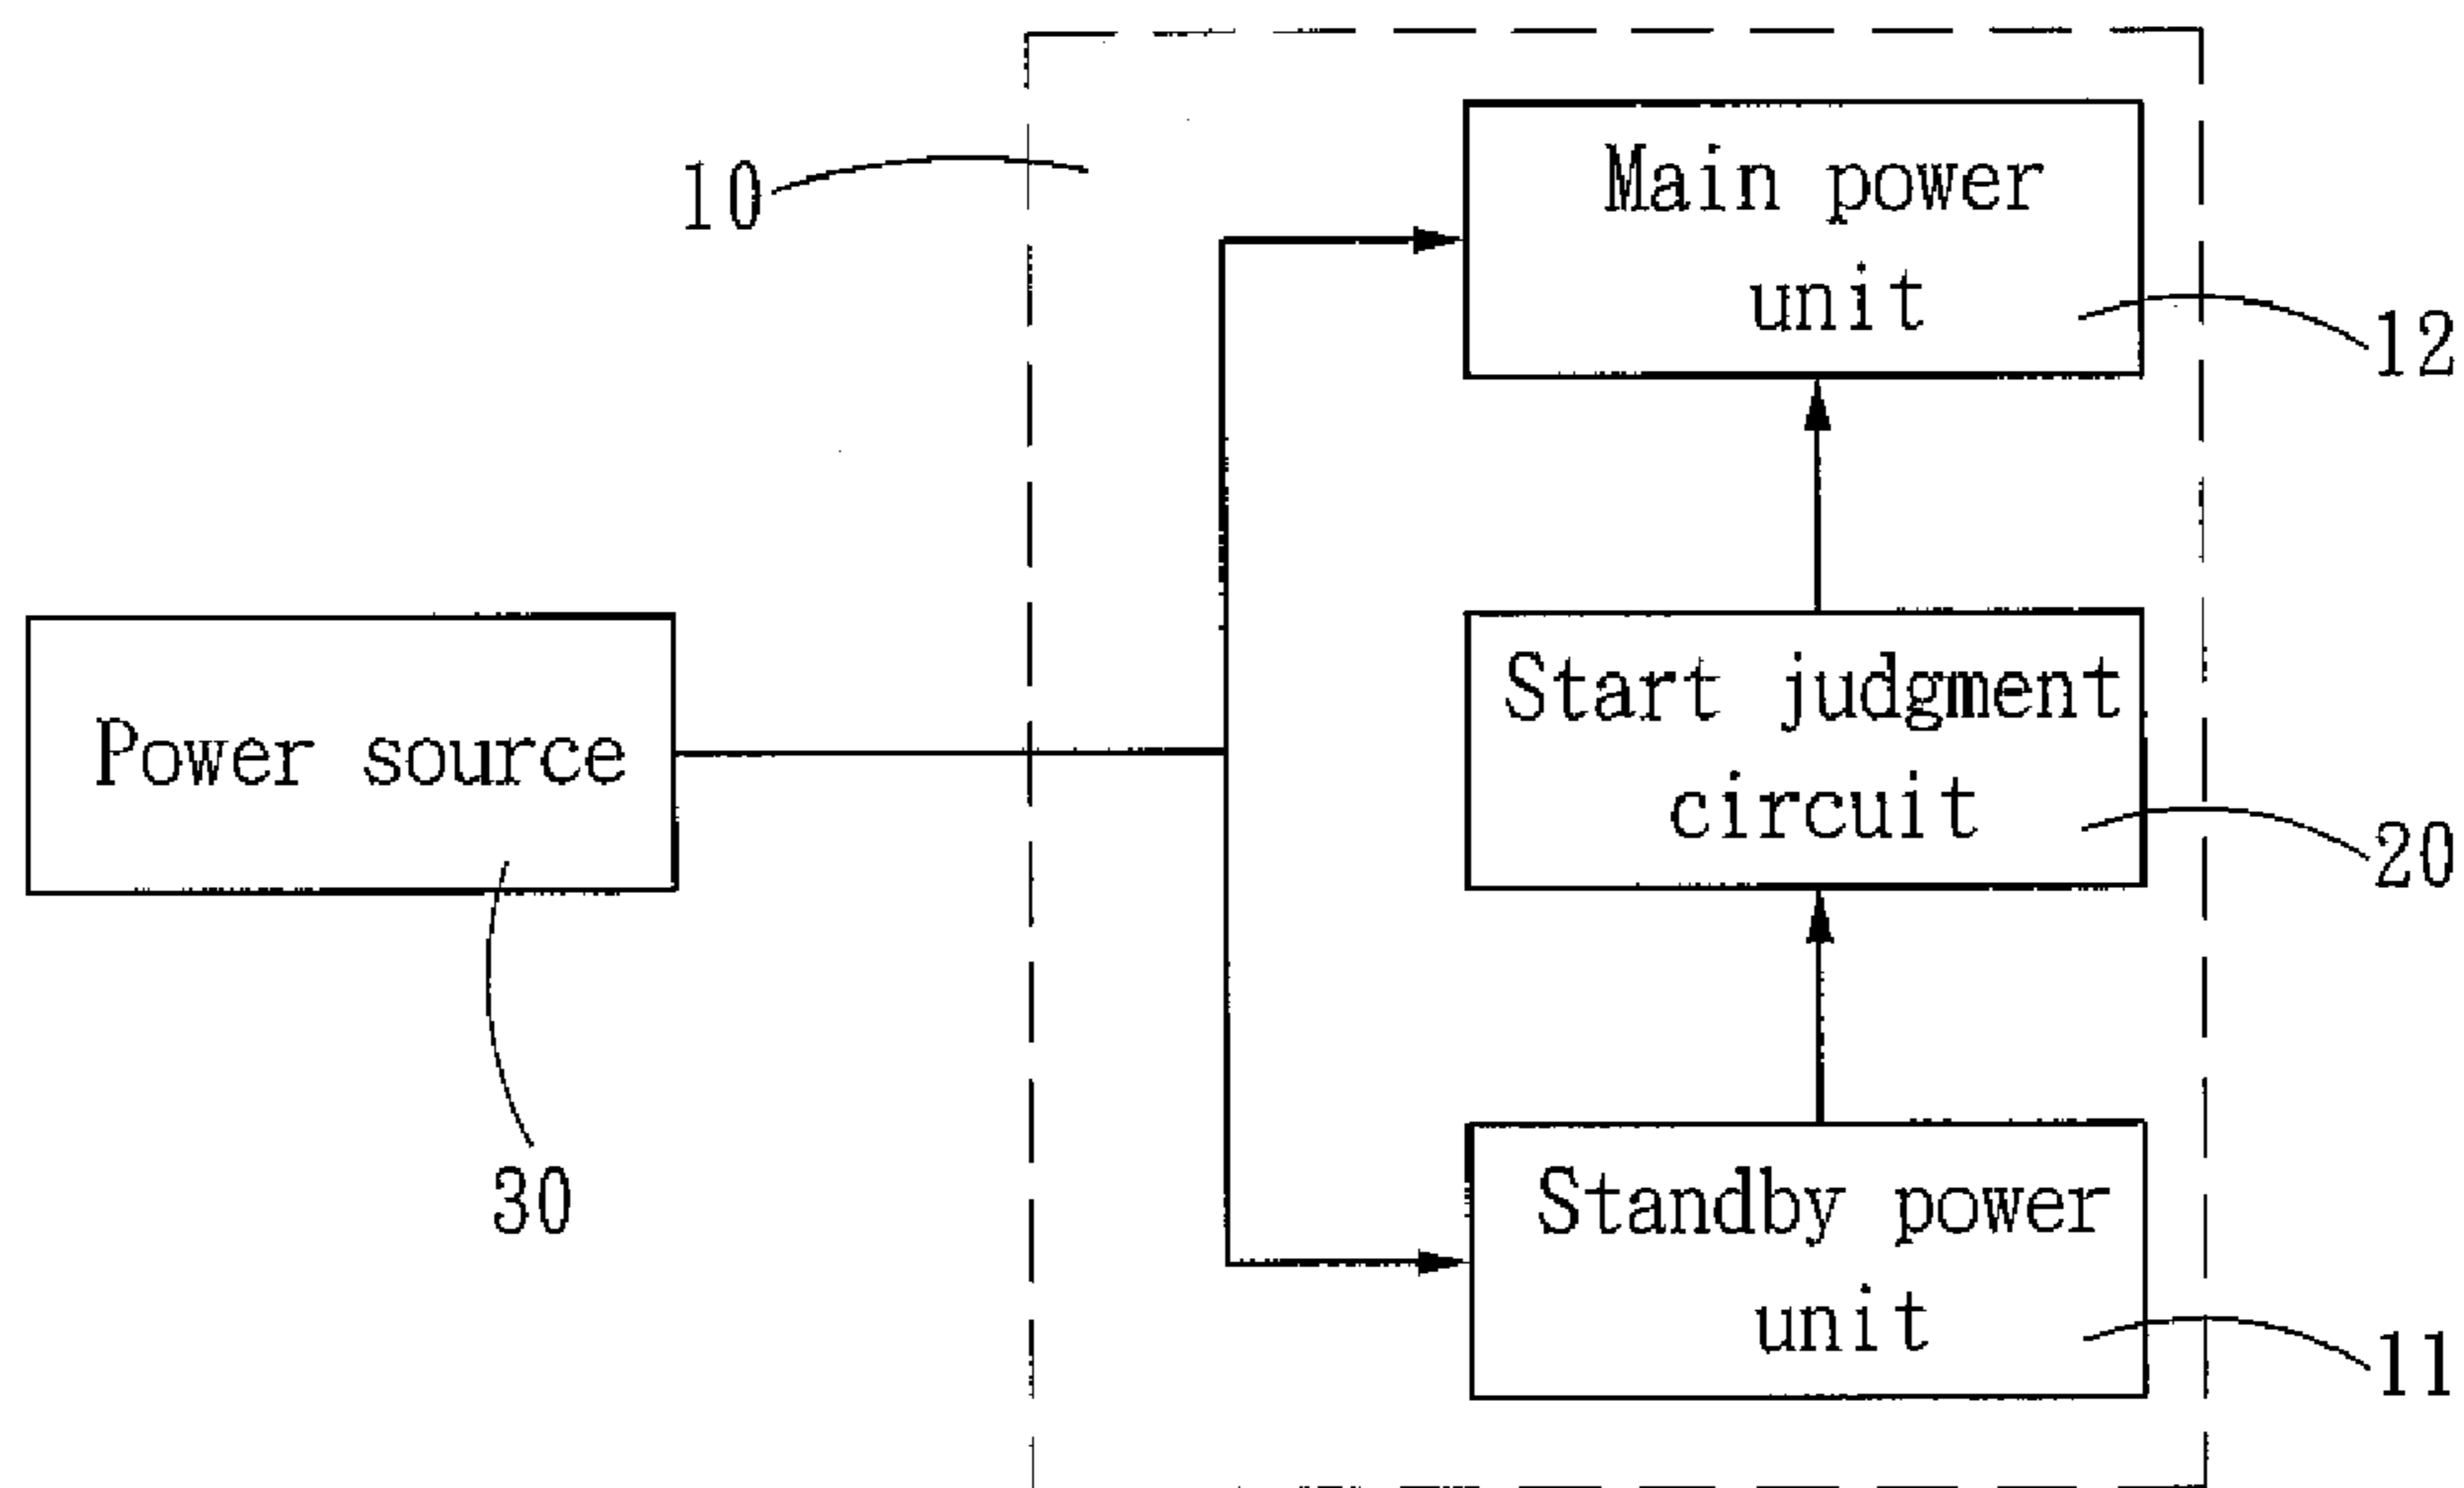 10
Main power
unit
12
Power source
30
Start judgment
circuit
20
Standby power
unit
11